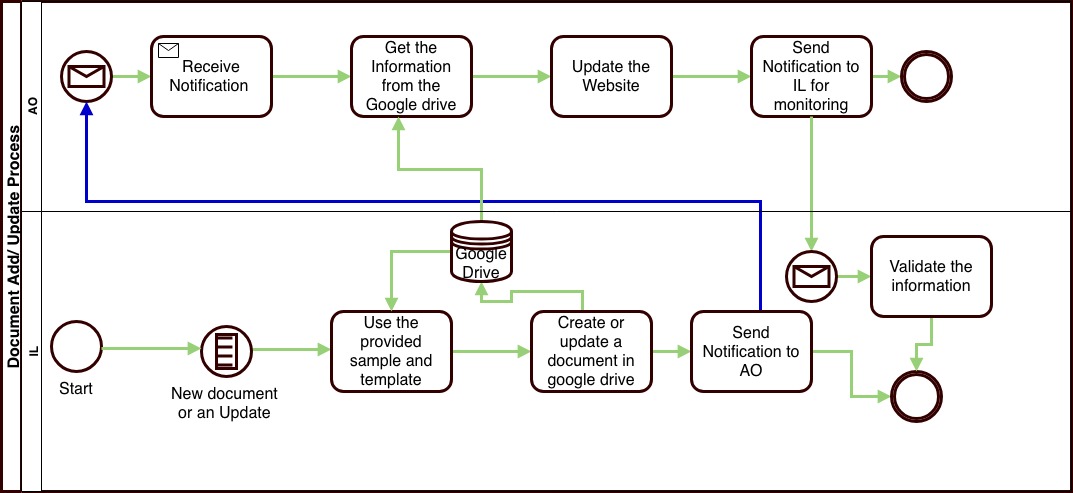 Document Add/ Update Process
AO
Receive
Notification
Get the
Information
from the
Google drive
Update the
Website
Send
Notification to
IL for
monitoring
IL
Start
New document
or an Update
Use the
provided
sample and
template
Google
Drive
Create or
update a
document in
google drive
Send
Notification to
AO
Validate the
information